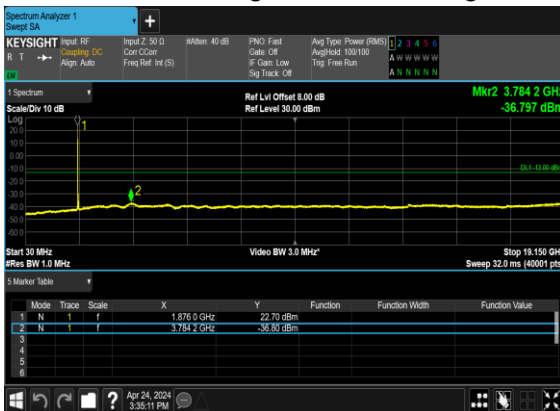 Spectrum Analyzer 1
Swept SA
KEYSIGHT Input: RF Input Z: 50 Ω #Atten: 40 dB PNO: Fast Avg Type: Power (RMS) 1 2 3 4 5 6
R T Coupling: DC Corr CCorr Gate: Off Avg|Hold: 100/100 A W W W W W
Align: Auto Freq Ref: Int (S) IF Gain: Low Trig: Free Run
LV Sig Track: Off A N N N N N
1 Spectrum Ref Lvl Offset 8.00 dB Mkr2 3.784 2 GHz
Scale/Div 10 dB Ref Level 30.00 dBm -36.797 dBm
Log
20.0
10.0
0.00
-10.0
-20.0
-30.0
-40.0
-50.0
-60.0
1
2
DL1 -13.00 dBm
Start 30 MHz Video BW 3.0 MHz* Stop 19.150 GH
#Res BW 1.0 MHz Sweep 32.0 ms (40001 pts
5 Marker Table
Mode Trace Scale X Y Function Function Width Function Value
1 N 1 f 1.876 0 GHz 22.70 dBm
2 N 1 f 3.784 2 GHz -36.80 dBm
3
4
5
6
? Apr 24, 2024
3:35:11 PM